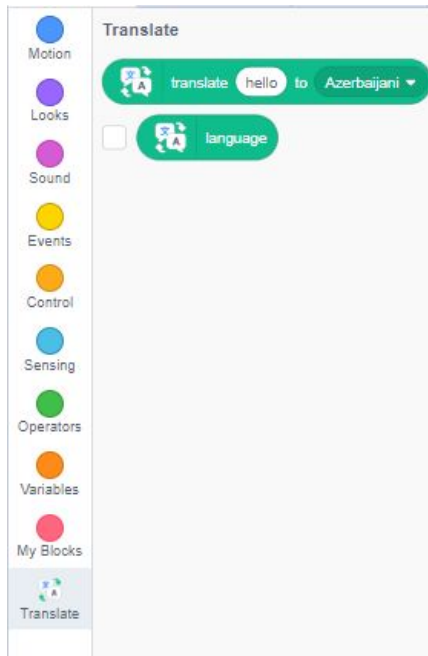 Motion
Looks
Sound
Events
Control
Sensing
Operators
Variables
My Blocks
Translate
Translate
translate hello to Azerbaijani
language